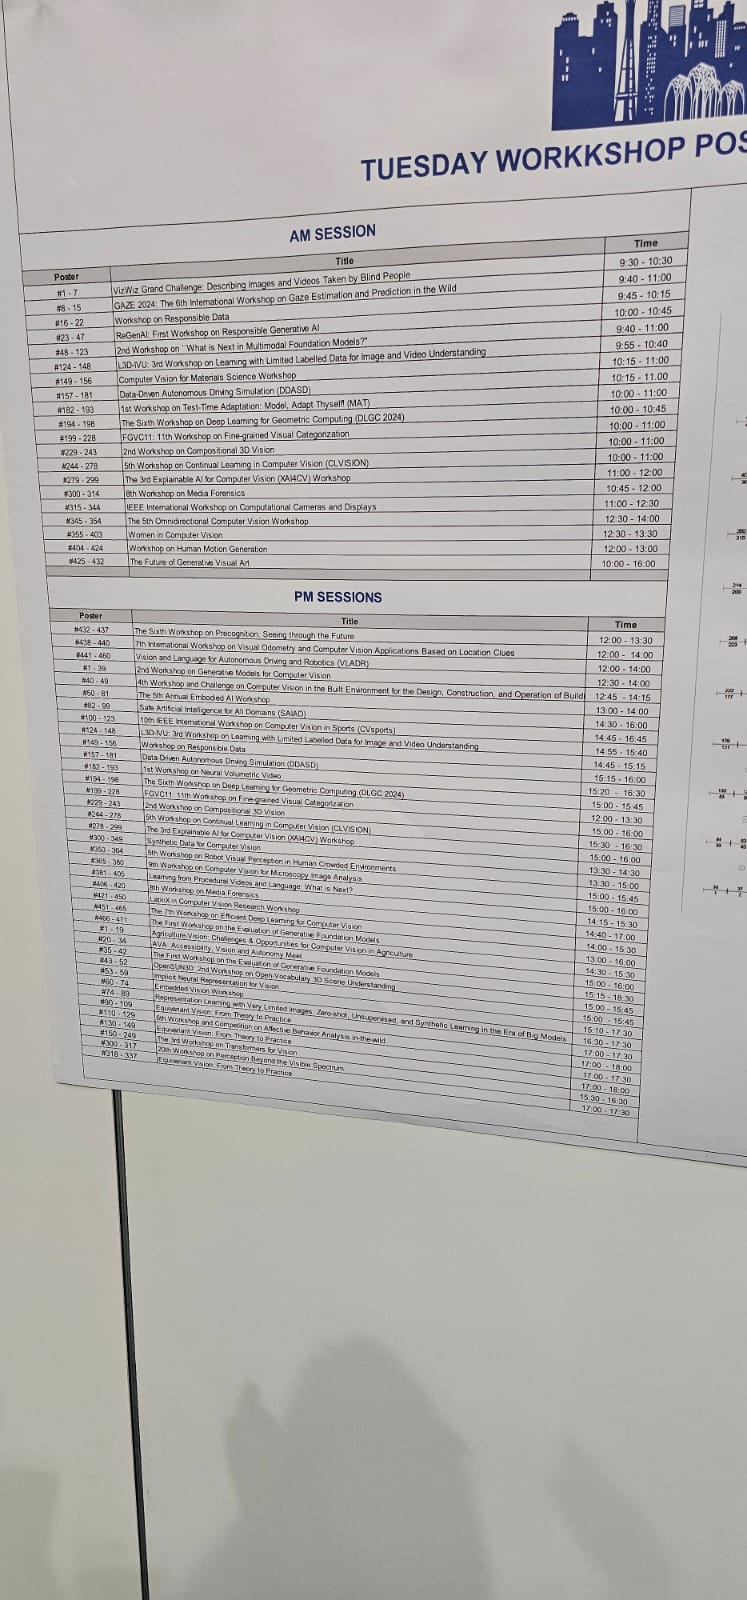 TUESDAY WORKKSHOP POS
AM SESSION
Poster Title Time
#1 - 7 VizWiz Grand Challenge: Describing Images and Videos Taken by Blind People 9:30 - 10:30
#8 - 15 GAZE 2024: The 6th International Workshop on Gaze Estimation and Prediction in the Wild 9:40 - 11:00
#16 - 22 Workshop on Responsible Data 9:45 - 10:15
#23 - 47 ReGenAI: First Workshop on Responsible Generative AI 10:00 - 10:45
#48 - 123 2nd Workshop on ``What is Next in Multimodal Foundation Models?" 9:40 - 11:00
#124 - 148 L3D-IVU: 3rd Workshop on Learning with Limited Labelled Data for Image and Video Understanding 9:55 - 10:40
#149 - 156 Computer Vision for Materials Science Workshop 10:15 - 11:00
#157 - 181 Data-Driven Autonomous Driving Simulation (DDASD) 10:15 - 11:00
#182 - 193 1st Workshop on Test-Time Adaptation: Model, Adapt Thyself! (MAT) 10:00 - 11:00
#194 - 198 The Sixth Workshop on Deep Learning for Geometric Computing (DLGC 2024) 10:00 - 10:45
#199 - 228 FGVC11: 11th Workshop on Fine-grained Visual Categorization 10:00 - 11:00
#229 - 243 2nd Workshop on Compositional 3D Vision 10:00 - 11:00
#244 - 278 5th Workshop on Continual Learning in Computer Vision (CLVISION) 10:00 - 11:00
#279 - 299 The 3rd Explainable AI for Computer Vision (XAI4CV) Workshop 11:00 - 12:00
#300 - 314 8th Workshop on Media Forensics 10:45 - 12:00
#315 - 344 IEEE International Workshop on Computational Cameras and Displays 11:00 - 12:30
#345 - 354 The 5th Omnidirectional Computer Vision Workshop 12:30 - 14:00
#355 - 403 Women in Computer Vision 12:30 - 13:30
#404 - 424 Workshop on Human Motion Generation 12:00 - 13:00
#425 - 432 The Future of Generative Visual Art 10:00 - 16:00
PM SESSIONS
Poster Title Time
#432 - 437 The Sixth Workshop on Precognition: Seeing through the Future 12:00 - 13:30
#438 - 440 7th International Workshop on Visual Odometry and Computer Vision Applications Based on Location Clues 12:00 - 14:00
#441 - 460 Vision and Language for Autonomous Driving and Robotics (VLADR) 12:00 - 14:00
#1 - 39 2nd Workshop on Generative Models for Computer Vision 12:30 - 14:00
#40 - 49 4th Workshop and Challenge on Computer Vision in the Built Environment for the Design, Construction, and Operation of Buildi 12:45 - 14:15
#50 - 81 The 5th Annual Embodied AI Workshop 13:00 - 14:00
#82 - 99 Safe Artificial Intelligence for All Domains (SAIAD) 14:30 - 16:00
#100 - 123 10th IEEE International Workshop on Computer Vision in Sports (CVsports) 14:45 - 16:45
#124 - 148 L3D-IVU: 3rd Workshop on Learning with Limited Labelled Data for Image and Video Understanding 14:55 - 15:40
#149 - 156 Workshop on Responsible Data 14:45 - 15:15
#157 - 181 Data-Driven Autonomous Driving Simulation (DDASD) 15:15 - 16:00
#182 - 193 1st Workshop on Neural Volumetric Video 15:20 - 16:30
#194 - 198 The Sixth Workshop on Deep Learning for Geometric Computing (DLGC 2024) 15:00 - 15:45
#199 - 228 FGVC11: 11th Workshop on Fine-grained Visual Categorization 12:00 - 13:30
#229 - 243 2nd Workshop on Compositional 3D Vision 15:00 - 16:00
#244 - 278 5th Workshop on Continual Learning in Computer Vision (CLVISION) 15:30 - 16:30
#278 - 299 The 3rd Explainable AI for Computer Vision (XAI4CV) Workshop 15:00 - 16:00
#300 - 349 Synthetic Data for Computer Vision 13:30 - 14:30
#350 - 364 5th Workshop on Robot Visual Perception in Human Crowded Environments 13:30 - 15:00
#365 - 380 9th Workshop on Computer Vision for Microscopy Image Analysis 15:00 - 15:45
#381 - 405 Learning from Procedural Videos and Language: What is Next? 15:00 - 16:00
#406 - 420 8th Workshop on Media Forensics 14:15 - 15:30
#421 - 450 LatinX in Computer Vision Research Workshop 14:40 - 17:00
#451 - 465 The 7th Workshop on Efficient Deep Learning for Computer Vision 14:00 - 15:30
#466 - 471 The First Workshop on the Evaluation of Generative Foundation Models 13:00 - 16:00
#1 - 19 Agriculture-Vision: Challenges & Opportunities for Computer Vision in Agriculture 14:30 - 15:30
#20 - 34 AVA: Accessibility, Vision and Autonomy Meet 15:00 - 16:00
#35 - 42 The First Workshop on the Evaluation of Generative Foundation Models 15:15 - 18:30
#43 - 52 OpenSUN3D: 2nd Workshop on Open-Vocabulary 3D Scene Understanding 15:00 - 15:45
#53 - 59 Implicit Neural Representation for Vision 15:00 - 15:45
#60 - 74 Embedded Vision Workshop 15:10 - 17:30
#74 - 89 Representation Learning with Very Limited Images: Zero-shot, Unsupervised, and Synthetic Learning in the Era of Big Models 16:30 - 17:30
#90 - 109 Equivariant Vision: From Theory to Practice 17:00 - 17:30
#110 - 129 6th Workshop and Competition on Affective Behavior Analysis in-the-wild 17:00 - 18:00
#130 - 149 Equivariant Vision: From Theory to Practice 17:00 - 17:30
#150 - 249 The 3rd Workshop on Transformers for Vision 17:00 - 18:00
#300 - 317 20th Workshop on Perception Beyond the Visible Spectrum 15:30 - 16:30
#318 - 337 Equivariant Vision: From Theory to Practice 17:00 - 17:30